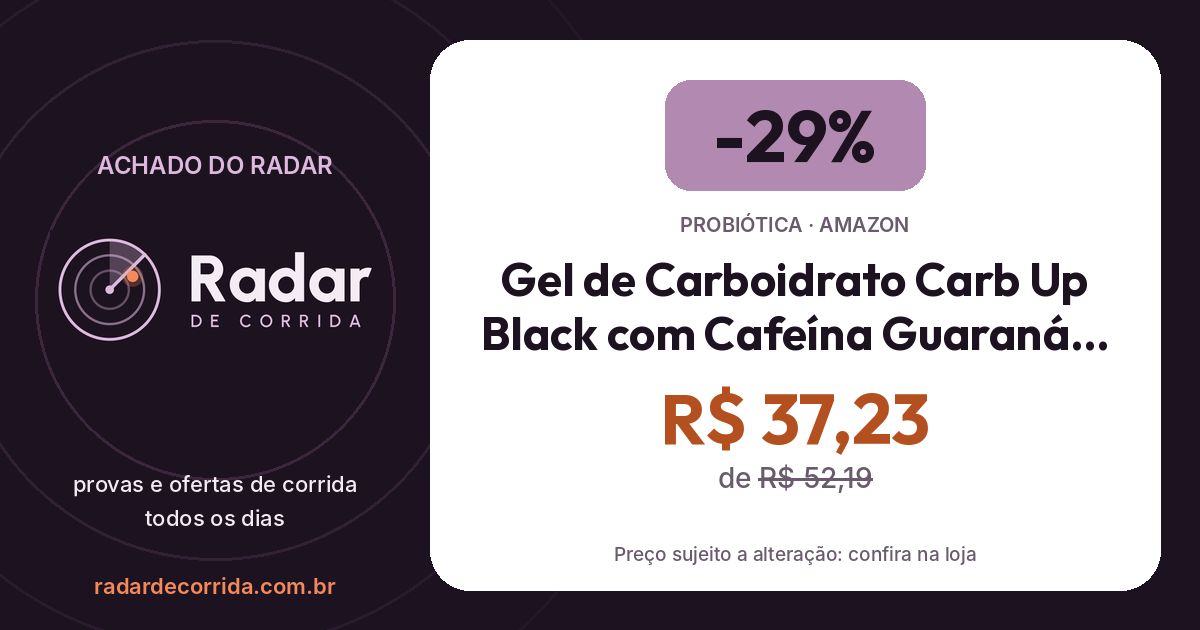 ACHADO DO RADAR
Radar
DE CORRIDA
provas e ofertas de corrida
todos os dias
radardecorrida.com.br
-29%
PROBIÓTICA · AMAZON
Gel de Carboidrato Carb Up
Black com Cafeína Guaraná...
R$ 37,23
de R$ 52,19
Preço sujeito a alteração: confira na loja